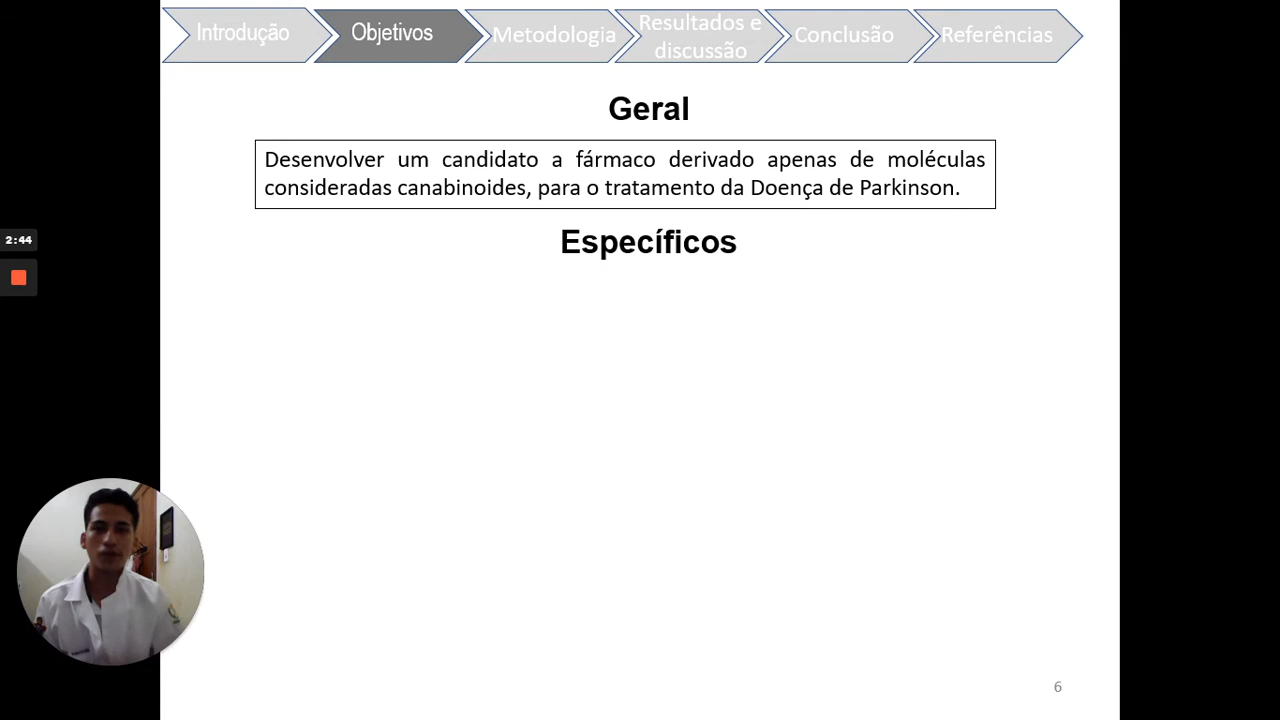 Introdução
Objetivos
Metodologia
Resultados e
discussão
Conclusão
Referências
Geral
Desenvolver um candidato a fármaco derivado apenas de moléculas
consideradas canabinoides, para o tratamento da Doença de Parkinson.
2:44
Específicos
6